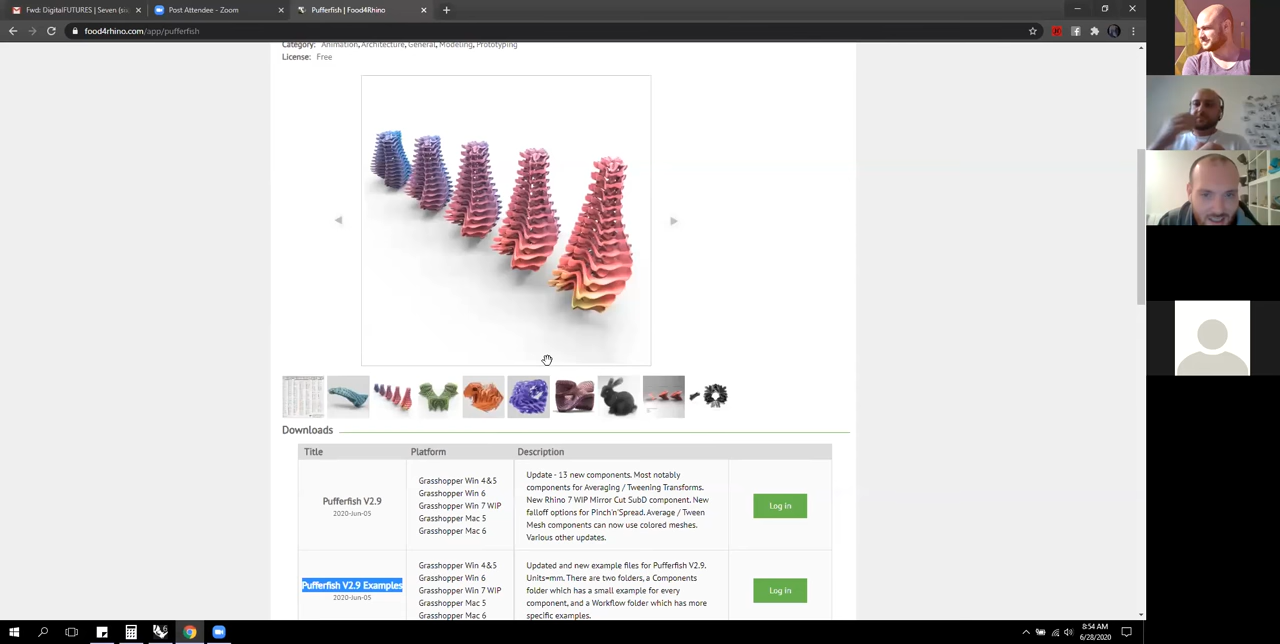 Fwd: DigitalFUTURES | Seven (six
Post Attendee - Zoom
Pufferfish | Food4Rhino
food4rhino.com/app/pufferfish
Category: Animation, Architecture, General, Modeling, Prototyping
License: Free
Downloads
Title Platform Description
Pufferfish V2.9
2020-Jun-05
Grasshopper Win 4&5
Grasshopper Win 6
Grasshopper Win 7 WIP
Grasshopper Mac 5
Grasshopper Mac 6
Update - 13 new components. Most notably
components for Averaging / Tweening Transforms.
New Rhino 7 WIP Mirror Cut SubD component. New
falloff options for Pinch'n'Spread. Average / Tween
Mesh components can now use colored meshes.
Various other updates.
Log in
Pufferfish V2.9 Examples
2020-Jun-05
Grasshopper Win 4&5
Grasshopper Win 6
Grasshopper Win 7 WIP
Grasshopper Mac 5
Grasshopper Mac 6
Updated and new example files for Pufferfish V2.9.
Units=mm. There are two folders, a Components
folder which has a small example for every
component, and a Workflow folder which has more
specific examples.
Log in
8:54 AM
6/28/2020